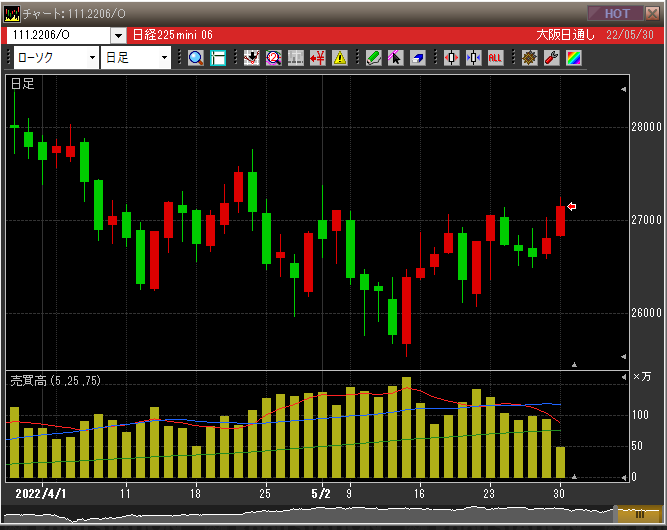 チャート: 111.2206/O
HOT
111.2206/O
日経225mini 06
大阪日通し 22/05/30
ローソク
日足
ALL
日足
28000
27000
26000
売買高 (5 ,25 ,75)
×万
100
50
0
2022/4/1 11 18 25 5/2 9 16 23 30